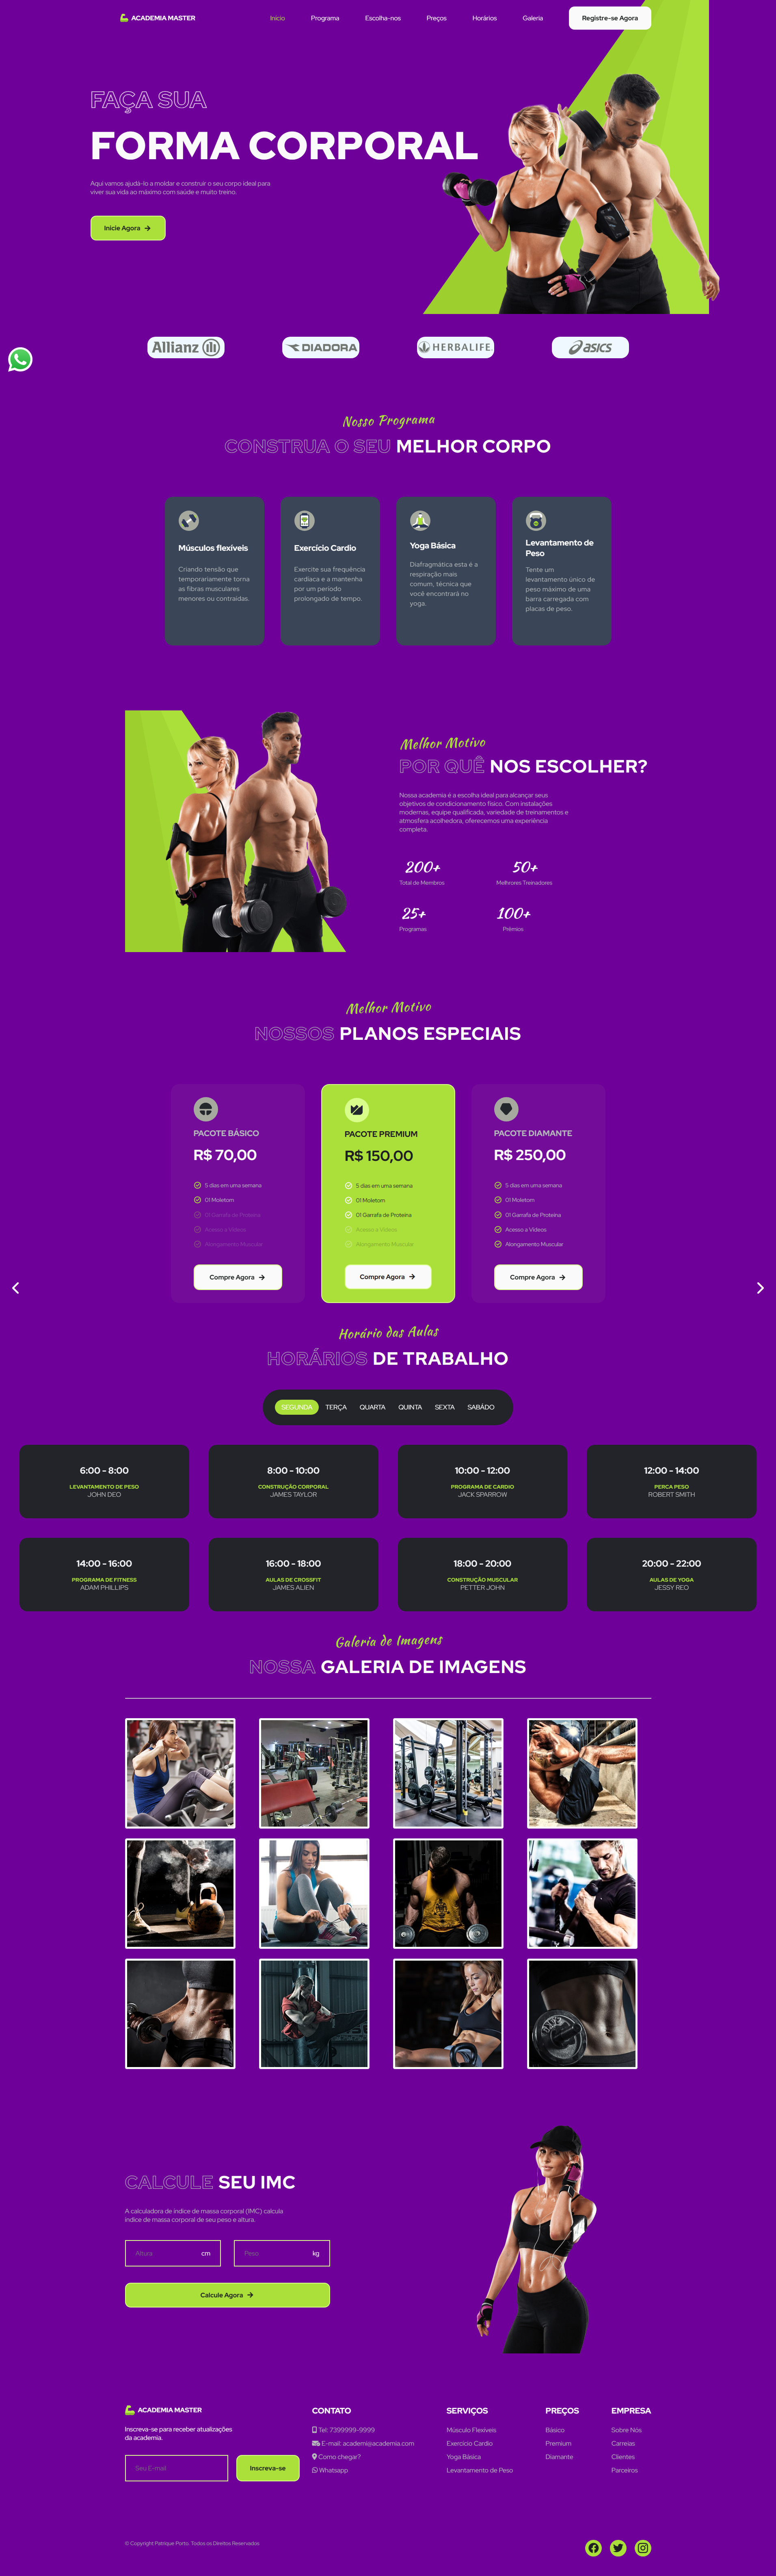 ACADEMIA MASTER
Início
Programa
Escolha-nos
Preços
Horários
Galeria
Registre-se Agora
FAÇA SUA
FORMA CORPORAL
Aqui vamos ajudá-lo a moldar e construir o seu corpo ideal para
viver sua vida ao máximo com saúde e muito treino.
Inicie Agora
Allianz
DIADORA
HERBALIFE
asics
Nosso Programa
CONSTRUA O SEU MELHOR CORPO
Músculos flexíveis
Criando tensão que
temporariamente torna
as fibras musculares
menores ou contraídas.
Exercício Cardio
Exercite sua frequência
cardíaca e a mantenha
por um período
prolongado de tempo.
Yoga Básica
Diafragmática esta é a
respiração mais
comum, técnica que
você encontrará no
yoga.
Levantamento de
Peso
Tente um
levantamento único de
peso máximo de uma
barra carregada com
placas de peso.
Melhor Motivo
POR QUÊ NOS ESCOLHER?
Nossa academia é a escolha ideal para alcançar seus
objetivos de condicionamento físico. Com instalações
modernas, equipe qualificada, variedade de treinamentos e
atmosfera acolhedora, oferecemos uma experiência
completa.
200+
Total de Membros
50+
Melhrores Treinadores
25+
Programas
100+
Prêmios
Melhor Motivo
NOSSOS PLANOS ESPECIAIS
PACOTE BÁSICO
R$ 70,00
5 dias em uma semana
01 Moletom
01 Garrafa de Proteína
Acesso a Vídeos
Alongamento Muscular
Compre Agora
PACOTE PREMIUM
R$ 150,00
5 dias em uma semana
01 Moletom
01 Garrafa de Proteína
Acesso a Vídeos
Alongamento Muscular
Compre Agora
PACOTE DIAMANTE
R$ 250,00
5 dias em uma semana
01 Moletom
01 Garrafa de Proteína
Acesso a Vídeos
Alongamento Muscular
Compre Agora
Horário das Aulas
HORÁRIOS DE TRABALHO
SEGUNDA
TERÇA
QUARTA
QUINTA
SEXTA
SABÁDO
6:00 - 8:00
LEVANTAMENTO DE PESO
JOHN DEO
8:00 - 10:00
CONSTRUÇÃO CORPORAL
JAMES TAYLOR
10:00 - 12:00
PROGRAMA DE CARDIO
JACK SPARROW
12:00 - 14:00
PERCA PESO
ROBERT SMITH
14:00 - 16:00
PROGRAMA DE FITNESS
ADAM PHILLIPS
16:00 - 18:00
AULAS DE CROSSFIT
JAMES ALIEN
18:00 - 20:00
CONSTRUÇÃO MUSCULAR
PETTER JOHN
20:00 - 22:00
AULAS DE YOGA
JESSY REO
Galeria de Imagens
NOSSA GALERIA DE IMAGENS
CALCULE SEU IMC
A calculadora de índice de massa corporal (IMC) calcula
índice de massa corporal de seu peso e altura.
Altura
cm
Peso
kg
Calcule Agora
ACADEMIA MASTER
Inscreva-se para receber atualizações
da academia.
Seu E-mail
Inscreva-se
CONTATO
Tel: 7399999-9999
E-mail: academi@academia.com
Como chegar?
Whatsapp
SERVIÇOS
Músculo Flexíveis
Exercício Cardio
Yoga Básica
Levantamento de Peso
PREÇOS
Básico
Premium
Diamante
EMPRESA
Sobre Nós
Carreias
Clientes
Parceiros
© Copyright Patrique Porto. Todos os Direitos Reservados